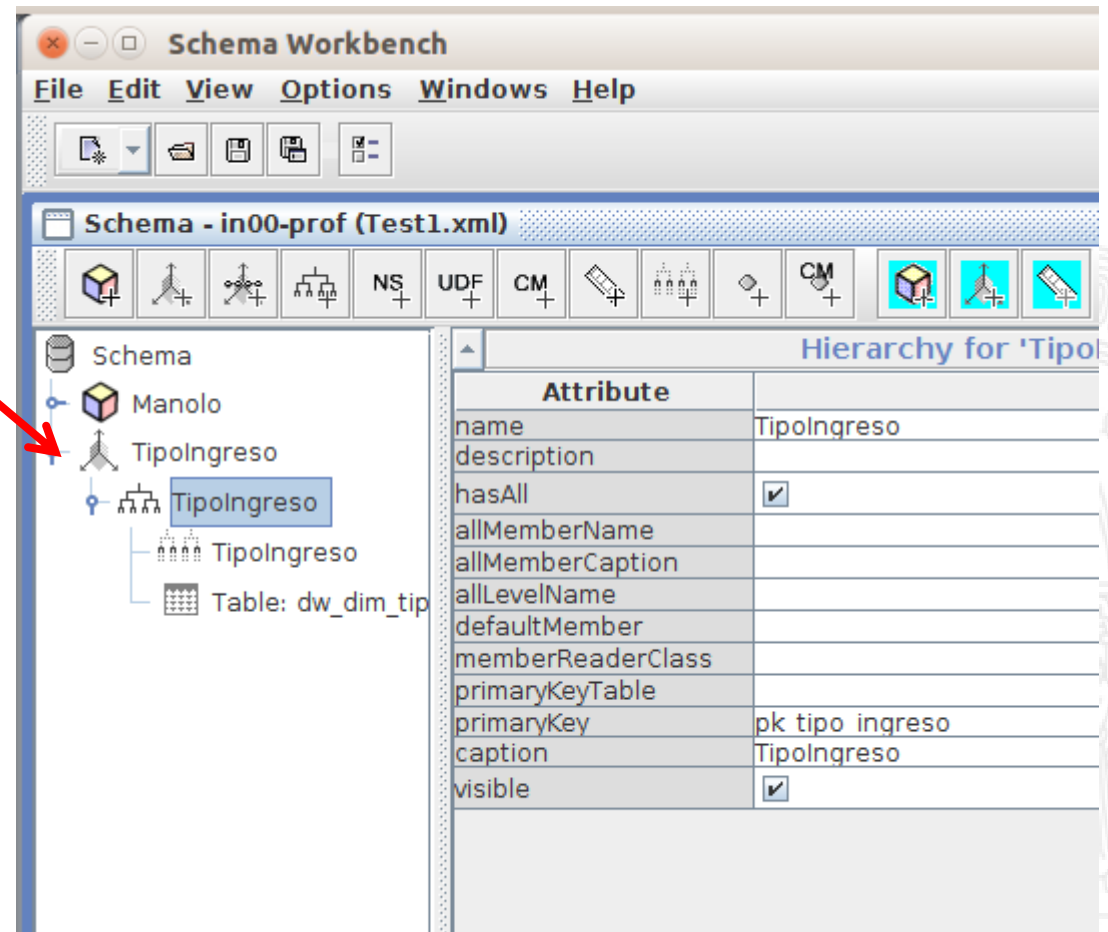 Schema Workbench
File Edit View Options Windows Help
Schema - in00-prof (Test1.xml)
NS UDF CM CM
Schema
Manolo
TipoIngreso
TipoIngreso
TipoIngreso
Table: dw_dim_tip
Hierarchy for 'TipoI
Attribute
name TipoIngreso
description
hasAll
allMemberName
allMemberCaption
allLevelName
defaultMember
memberReaderClass
primaryKeyTable
primaryKey pk_tipo_ingreso
caption TipoIngreso
visible